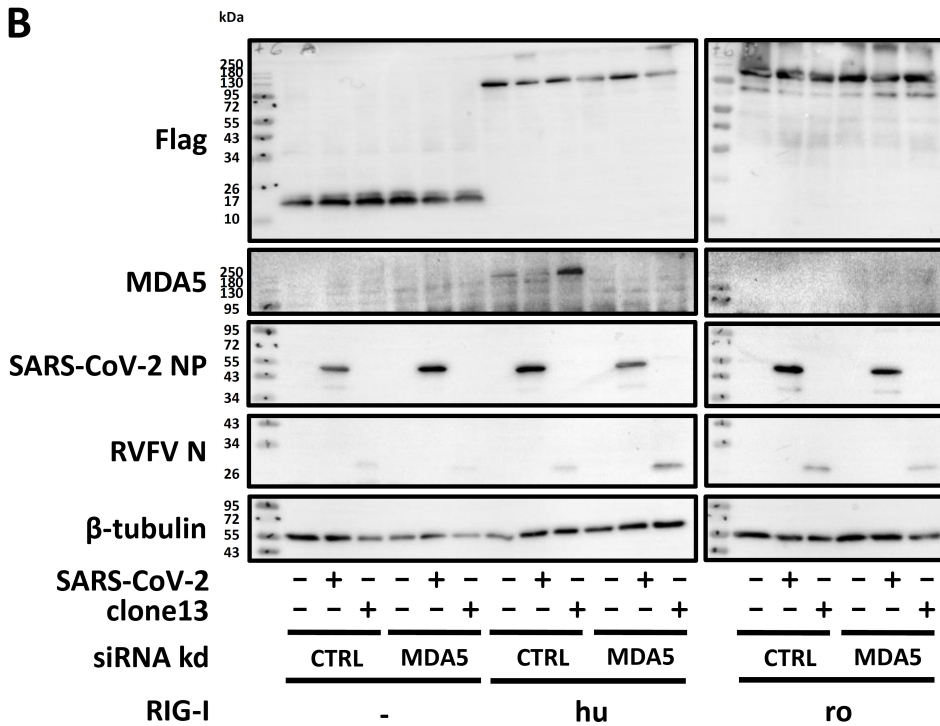 B
kDa
Flag
250
180
130
95
72
55
43
34
26
17
10
MDA5
250
180
130
95
SARS-CoV-2 NP
95
72
55
43
34
RVFV N
43
34
26
β-tubulin
95
72
55
43
SARS-CoV-2 – + – – + – – + – – + – – + – – + –
clone13 – – + – – + – – + – – + – – + – – +
siRNA kd CTRL MDA5 CTRL MDA5 CTRL MDA5
RIG-I - hu ro